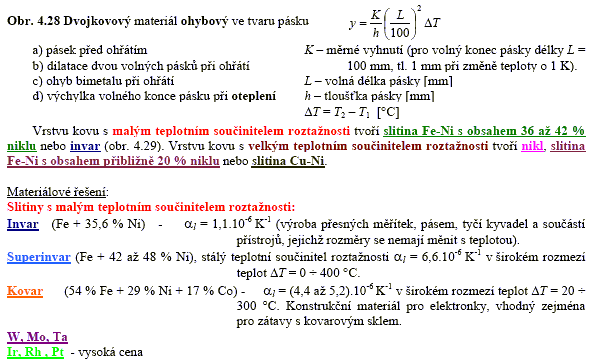 Obr. 4.28 Dvojkovový materiál ohybový ve tvaru pásku
y = K/h (L/100)² ΔT
a) pásek před ohřátím
b) dilatace dvou volných pásků při ohřátí
c) ohyb bimetalu při ohřátí
d) výchylka volného konce pásku při oteplení
K – měrné vyhnutí (pro volný konec pásky délky L =
100 mm, tl. 1 mm při změně teploty o 1 K).
L – volná délka pásky [mm]
h – tloušťka pásky [mm]
ΔT = T₂ – T₁ [°C]
Vrstvu kovu s malým teplotním součinitelem roztažnosti tvoří slitina Fe-Ni s obsahem 36 až 42 %
niklu nebo invar (obr. 4.29). Vrstvu kovu s velkým teplotním součinitelem roztažnosti tvoří nikl, slitina
Fe-Ni s obsahem přibližně 20 % niklu nebo slitina Cu-Ni.
Materiálové řešení:
Slitiny s malým teplotním součinitelem roztažnosti:
Invar (Fe + 35,6 % Ni) - αl = 1,1.10⁻⁶ K⁻¹ (výroba přesných měřítek, pásem, tyčí kyvadel a součástí
přístrojů, jejichž rozměry se nemají měnit s teplotou).
Superinvar (Fe + 42 až 48 % Ni), stálý teplotní součinitel roztažnosti αl = 6,6.10⁻⁶ K⁻¹ v širokém rozmezí
teplot ΔT = 0 ÷ 400 °C.
Kovar (54 % Fe + 29 % Ni + 17 % Co) - αl = (4,4 až 5,2).10⁻⁶ K⁻¹ v širokém rozmezí teplot ΔT = 20 ÷
300 °C. Konstrukční materiál pro elektronky, vhodný zejména
pro zátavy s kovarovým sklem.
W, Mo, Ta
Ir, Rh , Pt - vysoká cena